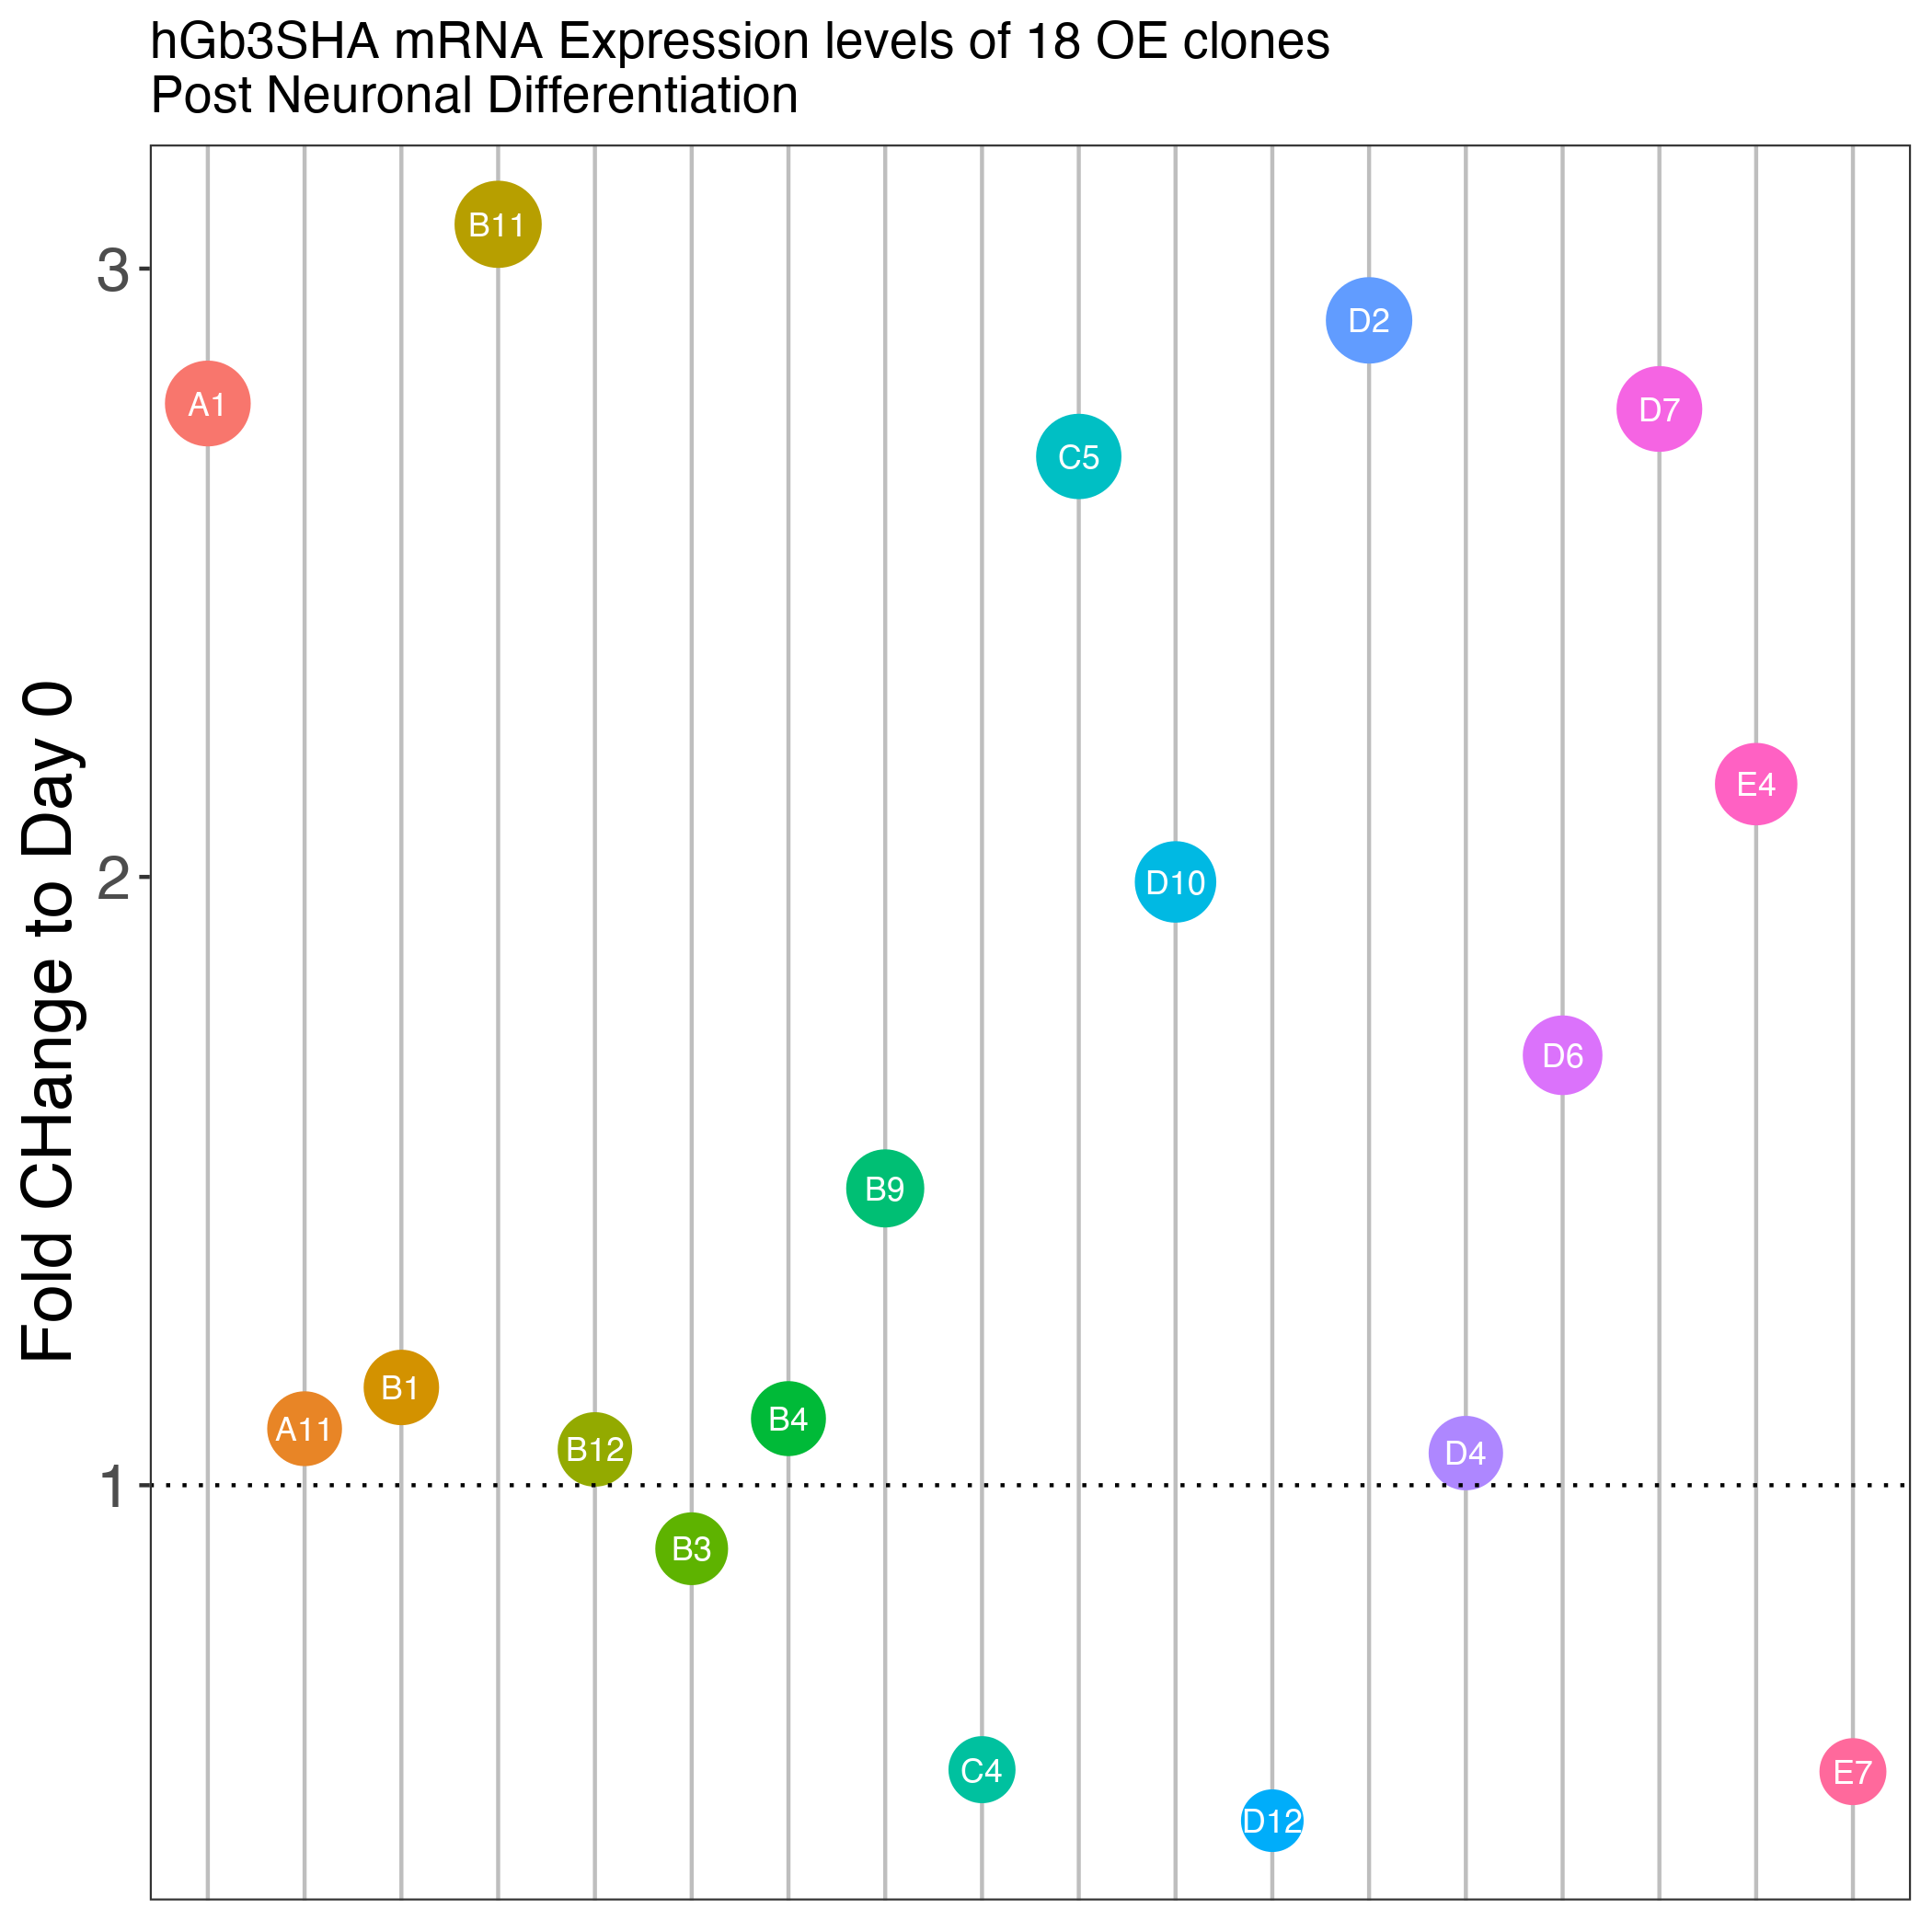 hGb3SHA mRNA Expression levels of 18 OE clones
Post Neuronal Differentiation
Fold CHange to Day 0
3
2
1
A1
A11
B1
B11
B12
B3
B4
B9
C4
C5
D10
D12
D2
D4
D6
D7
E4
E7